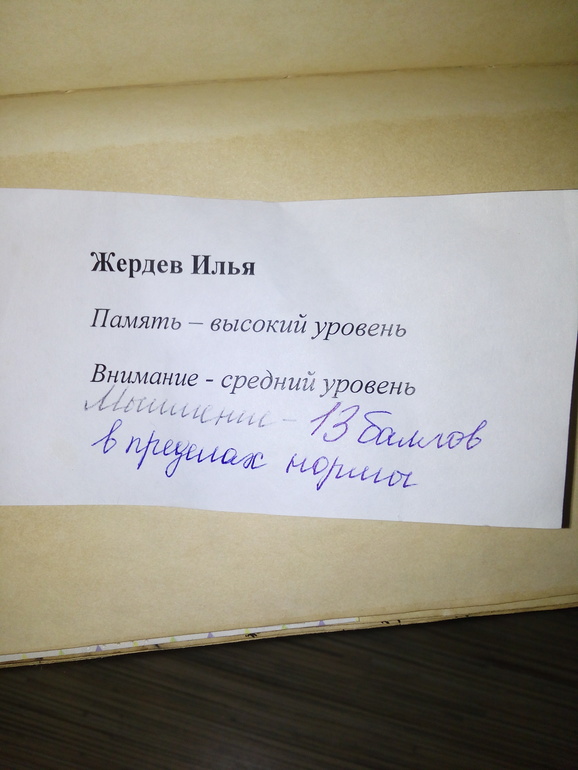 Жердев Илья
Память – высокий уровень
Внимание - средний уровень
Мышление - 13 баллов
в пределах нормы